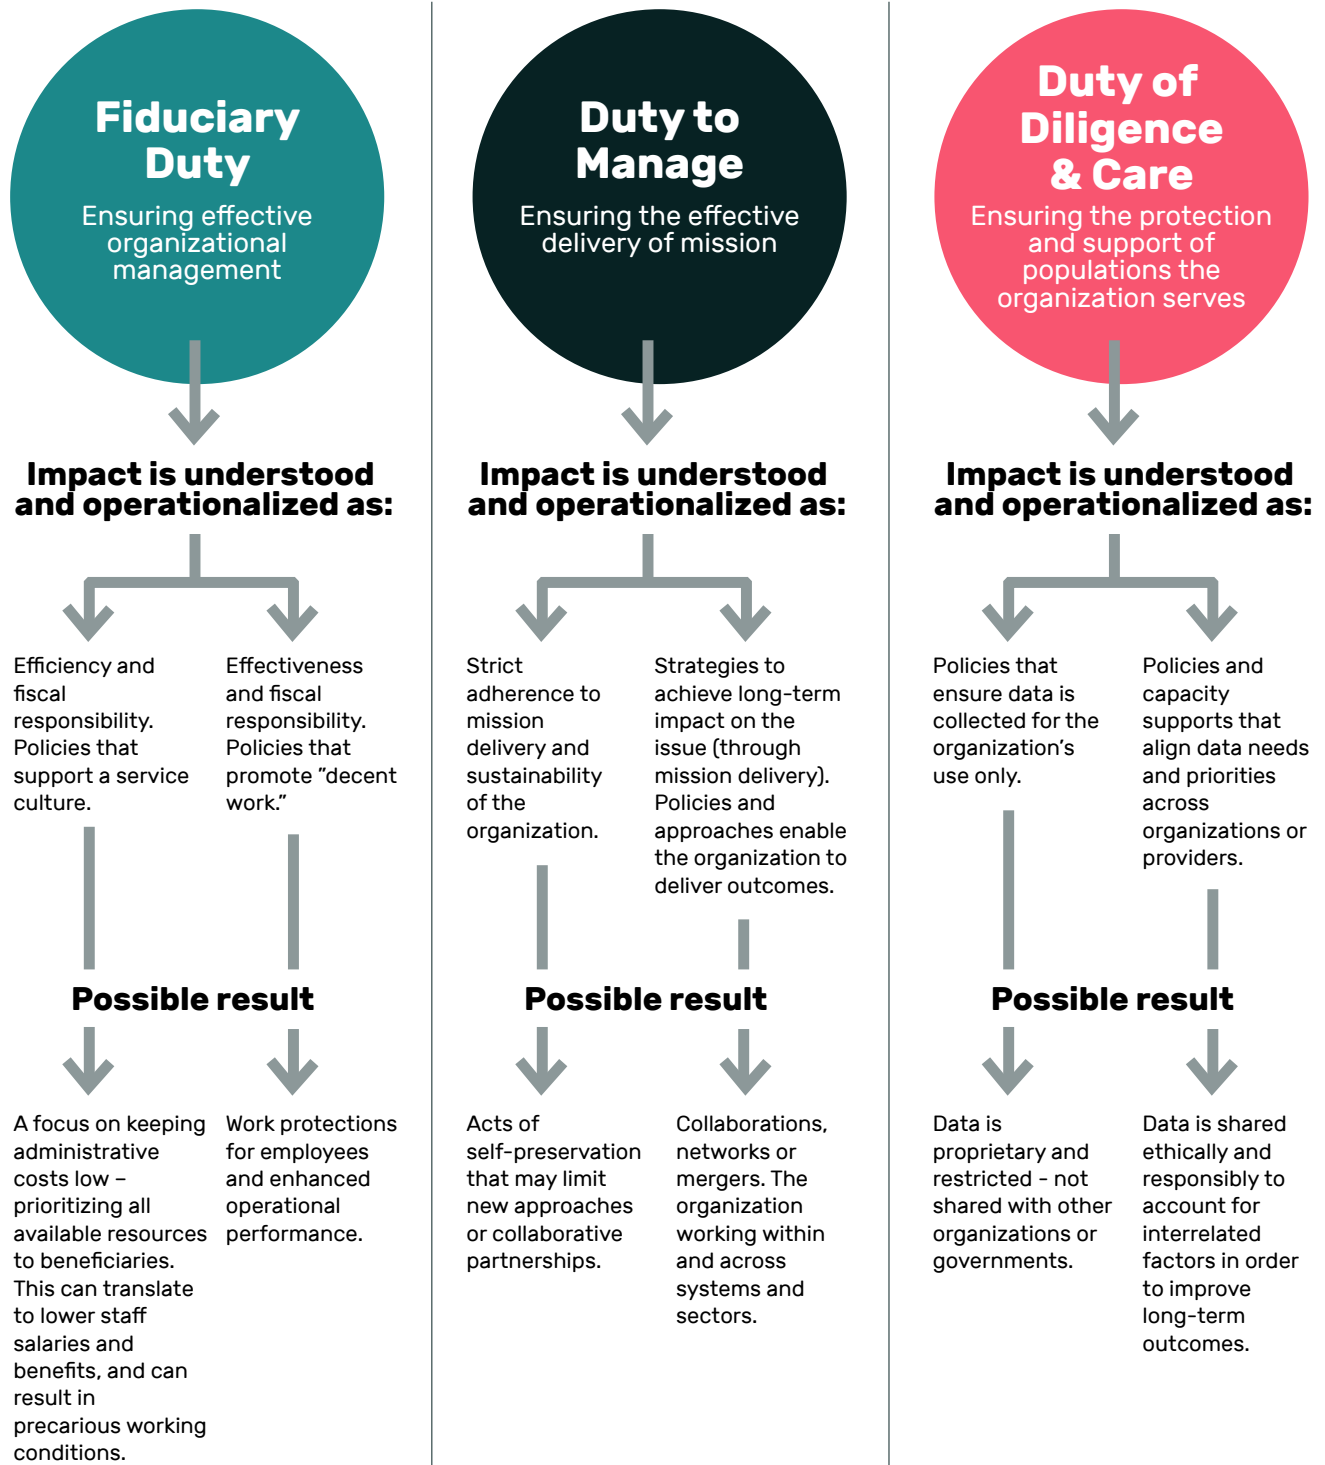 Fiduciary
Duty
Ensuring effective
organizational
management
Impact is understood
and operationalized as:
Efficiency and
fiscal
responsibility.
Policies that
support a service
culture.
Effectiveness
and fiscal
responsibility.
Policies that
promote ”decent
work.”
Possible result
A focus on keeping
administrative
costs low –
prioritizing all
available resources
to beneficiaries.
This can translate
to lower staff
salaries and
benefits, and can
result in
precarious working
conditions.
Work protections
for employees
and enhanced
operational
performance.
Duty to
Manage
Ensuring the effective
delivery of mission
Impact is understood
and operationalized as:
Strict
adherence to
mission
delivery and
sustainability
of the
organization.
Strategies to
achieve long-term
impact on the
issue (through
mission delivery).
Policies and
approaches enable
the organization to
deliver outcomes.
Possible result
Acts of
self-preservation
that may limit
new approaches
or collaborative
partnerships.
Collaborations,
networks or
mergers. The
organization
working within
and across
systems and
sectors.
Duty of
Diligence
& Care
Ensuring the protection
and support of
populations the
organization serves
Impact is understood
and operationalized as:
Policies that
ensure data is
collected for the
organization’s
use only.
Policies and
capacity
supports that
align data needs
and priorities
across
organizations or
providers.
Possible result
Data is
proprietary and
restricted - not
shared with other
organizations or
governments.
Data is shared
ethically and
responsibly to
account for
interrelated
factors in order
to improve
long-term
outcomes.